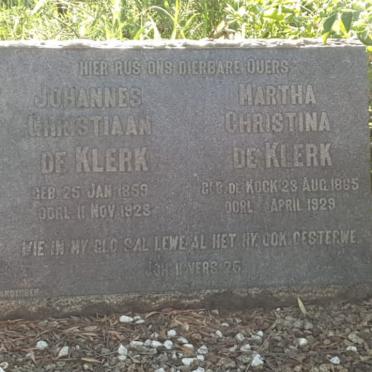 HIER RUS ONS DIERBARE OUERS
JOHANNES
CHRISTIAAN
DE KLERK
GEB. 25 JAN 1859
OORL. 11 NOV 1928
MARTHA
CHRISTINA
DE KLERK
GEB. DE KOCK 28 AUG. 1865
OORL. APRIL 1929
WIE IN MY GLO SAL LEWE AL HET HY OOK GESTERWE.
JOH. 11 VERS 25.